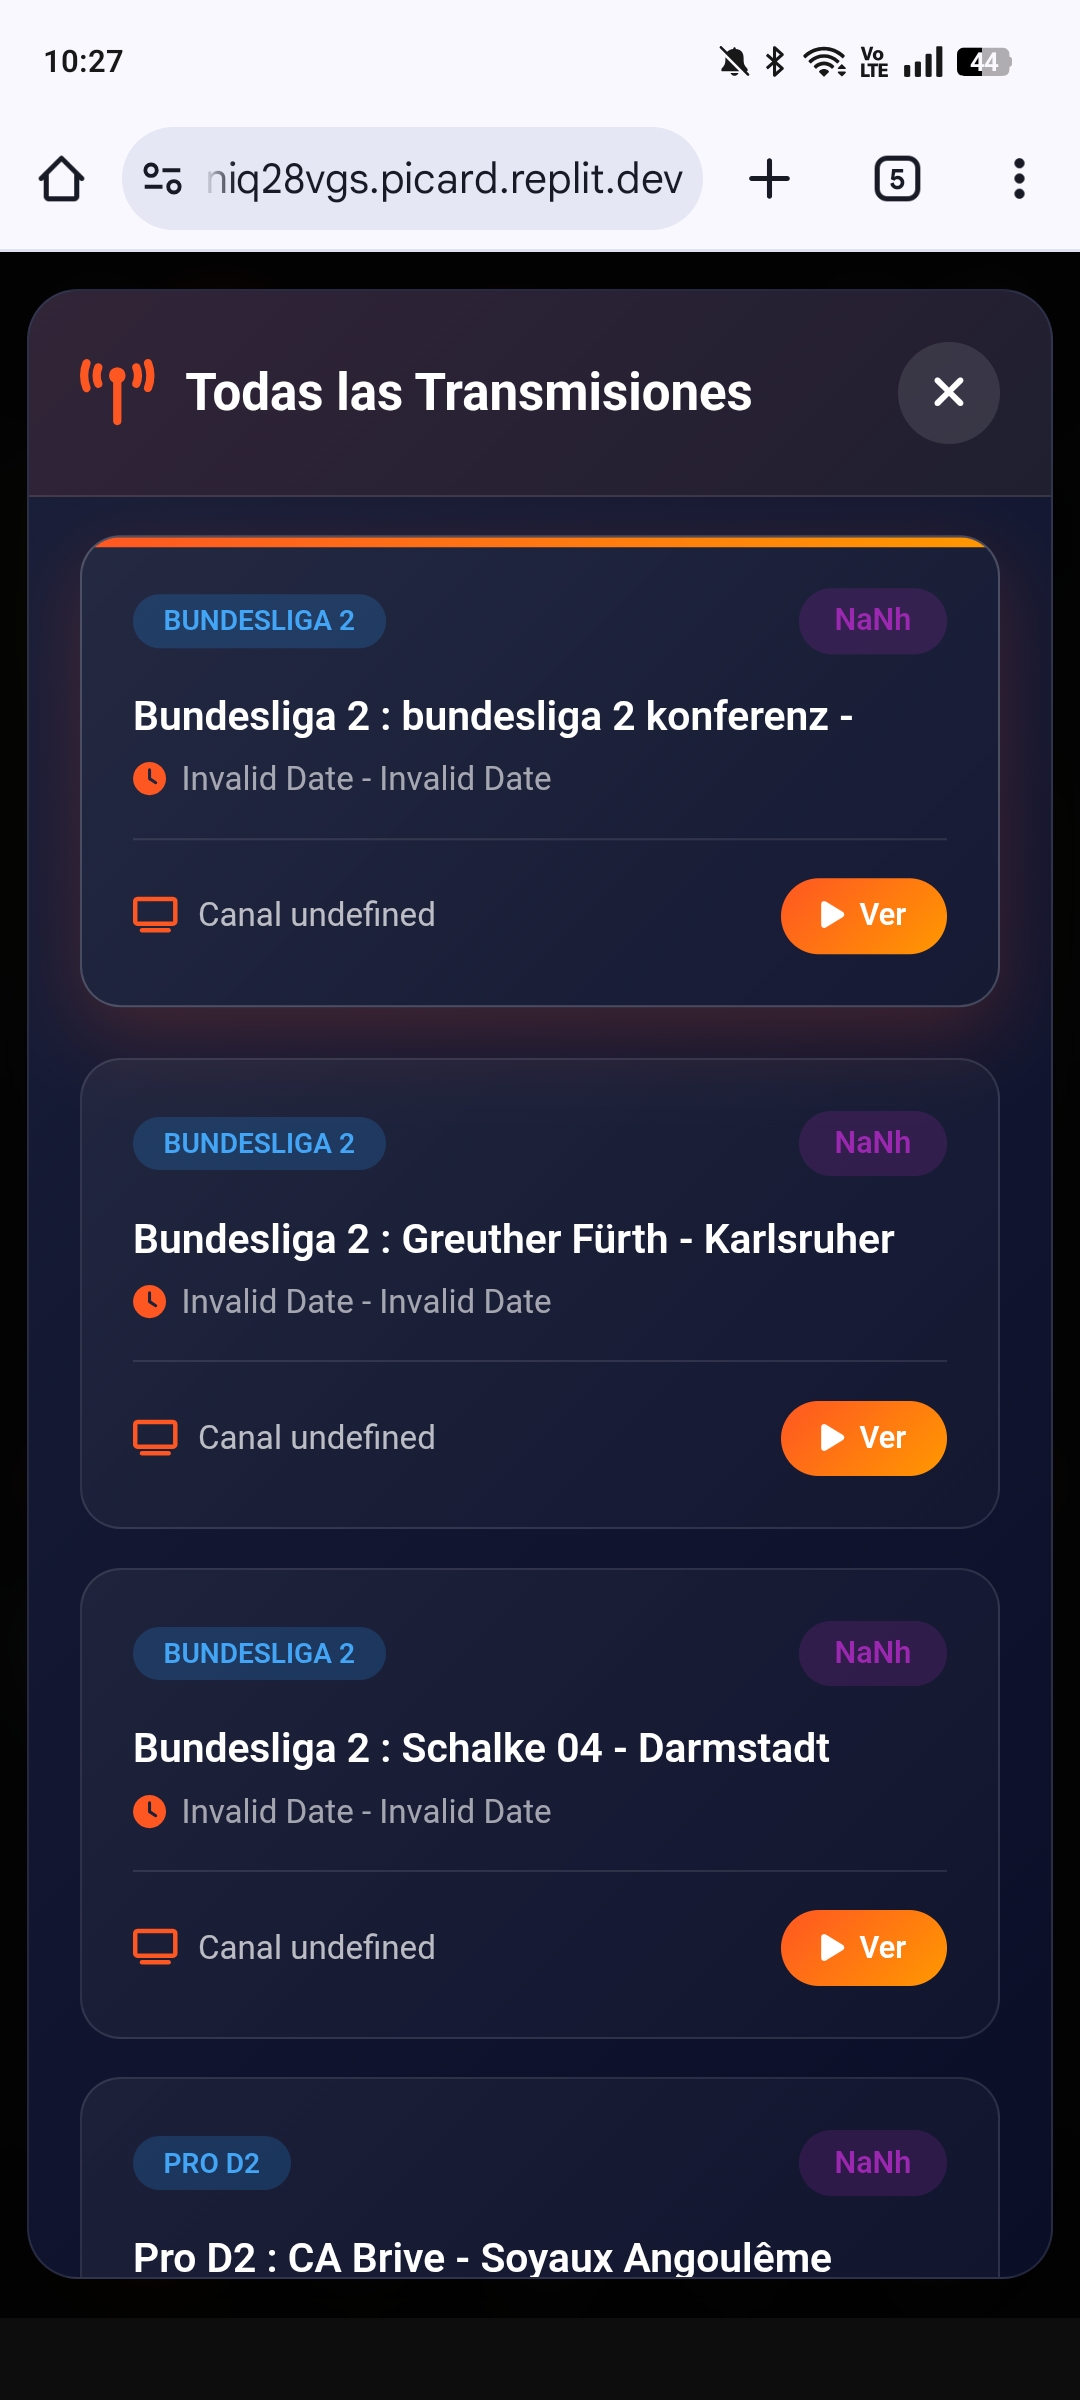 10:27
Vo
LTE
44
niq28vgs.picard.replit.dev
5
Todas las Transmisiones
BUNDESLIGA 2
NaNh
Bundesliga 2 : bundesliga 2 konferenz -
Invalid Date - Invalid Date
Canal undefined
Ver
BUNDESLIGA 2
NaNh
Bundesliga 2 : Greuther Fürth - Karlsruher
Invalid Date - Invalid Date
Canal undefined
Ver
BUNDESLIGA 2
NaNh
Bundesliga 2 : Schalke 04 - Darmstadt
Invalid Date - Invalid Date
Canal undefined
Ver
PRO D2
NaNh
Pro D2 : CA Brive - Soyaux Angoulême